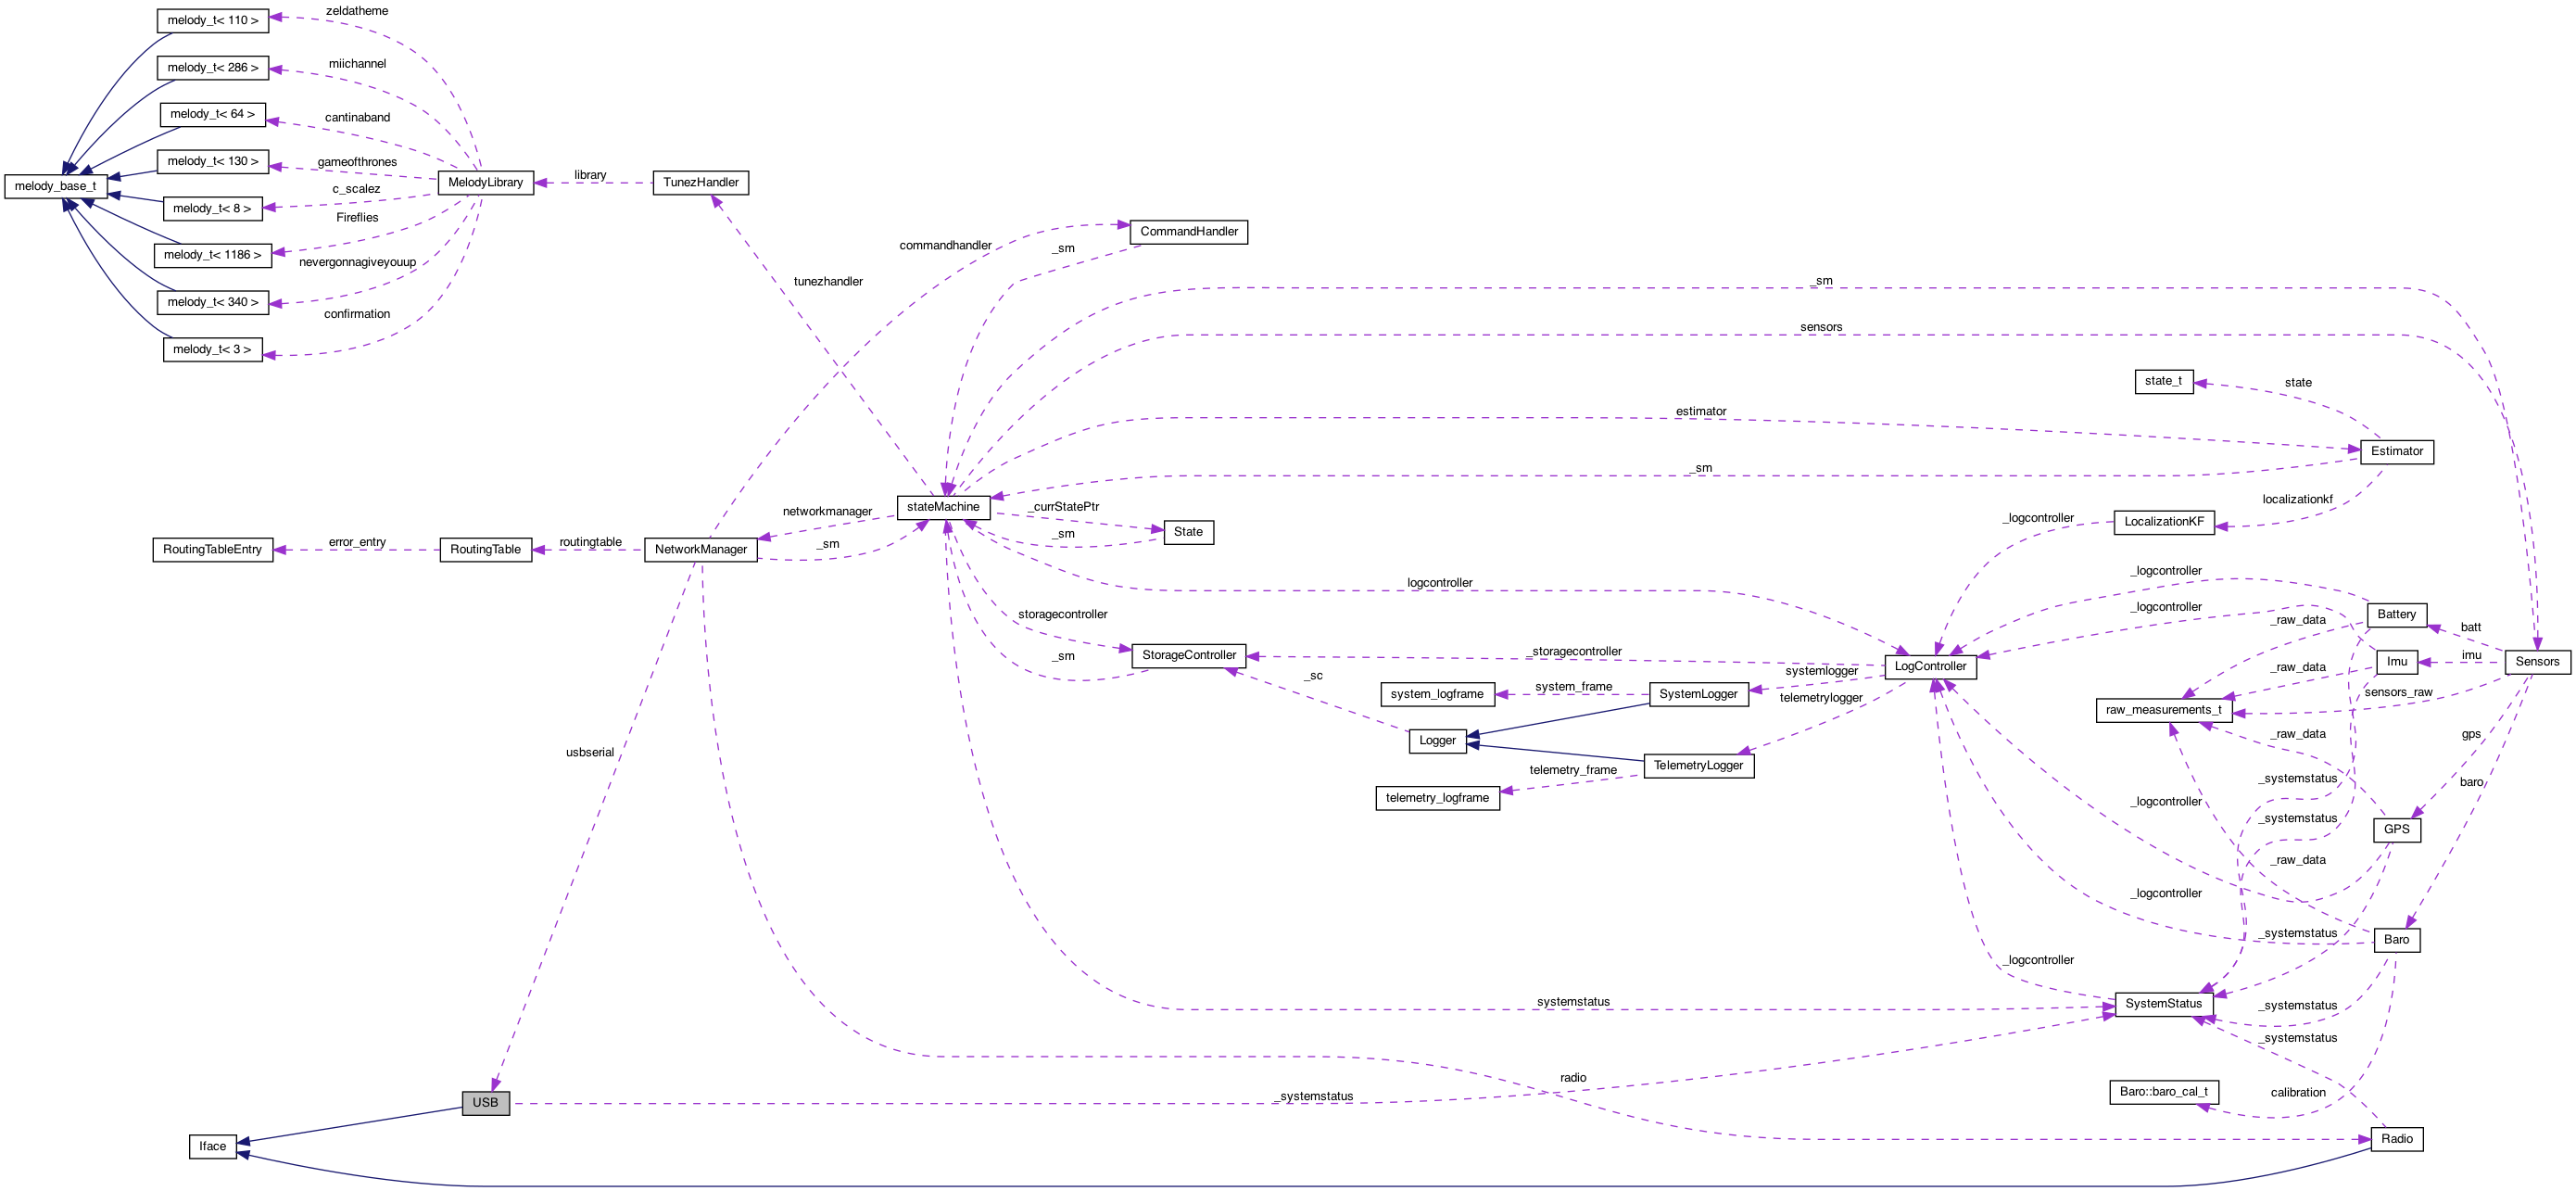 melody_t< 110 >
zeldatheme
melody_t< 286 >
miichannel
melody_t< 64 >
cantinaband
melody_t< 130 >
gameofthrones
melody_base_t
melody_t< 8 >
c_scalez
MelodyLibrary
library
TunezHandler
melody_t< 1186 >
Fireflies
melody_t< 340 >
nevergonnagiveyouup
melody_t< 3 >
confirmation
commandhandler
CommandHandler
_sm
tunezhandler
_sm
sensors
state_t
state
estimator
Estimator
_sm
localizationkf
stateMachine
_currStatePtr
State
_sm
networkmanager
_sm
_logcontroller
LocalizationKF
RoutingTableEntry
error_entry
RoutingTable
routingtable
NetworkManager
logcontroller
_logcontroller
Battery
batt
_logcontroller
_raw_data
storagecontroller
StorageController
_sm
_storagecontroller
LogController
Imu
imu
Sensors
_raw_data
systemlogger
system_logframe
system_frame
SystemLogger
telemetrylogger
sensors_raw
raw_measurements_t
_sc
Logger
_raw_data
gps
usbserial
TelemetryLogger
telemetry_frame
telemetry_logframe
_systemstatus
baro
_logcontroller
_systemstatus
GPS
_raw_data
_logcontroller
_systemstatus
Baro
_logcontroller
systemstatus
SystemStatus
_systemstatus
_systemstatus
radio
USB
_systemstatus
Baro::baro_cal_t
calibration
Iface
Radio